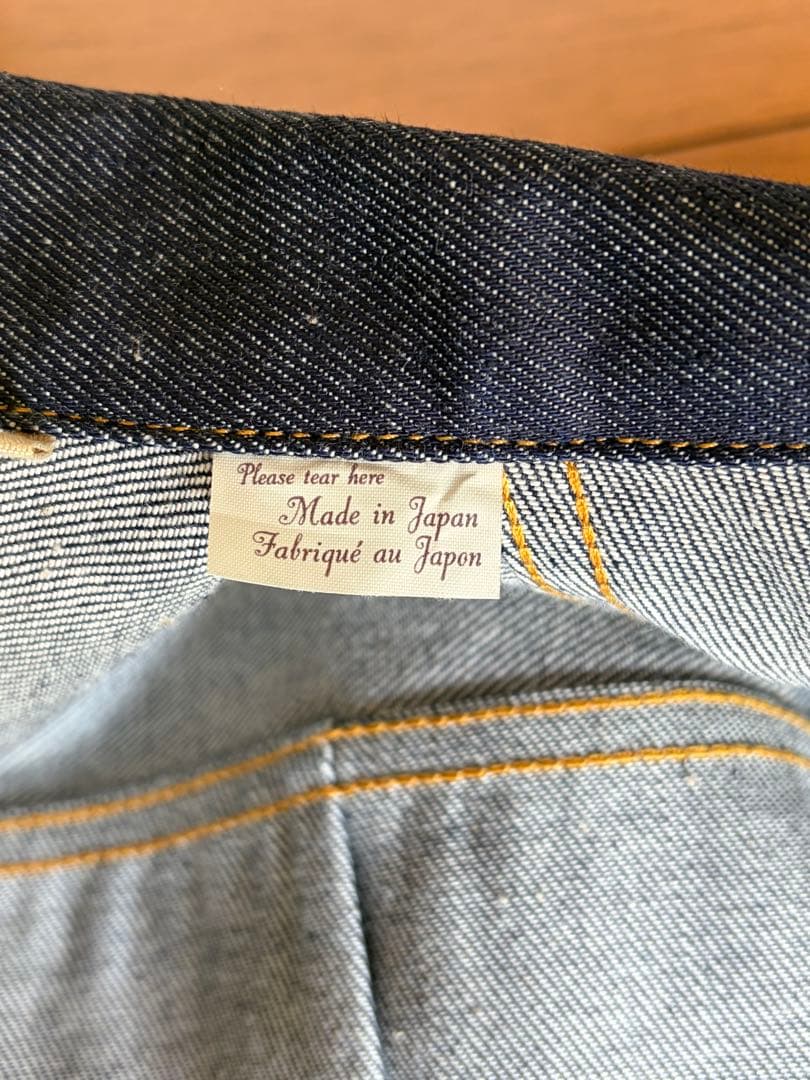 Please tear here
Made in Japan
Fabriqué au Japon